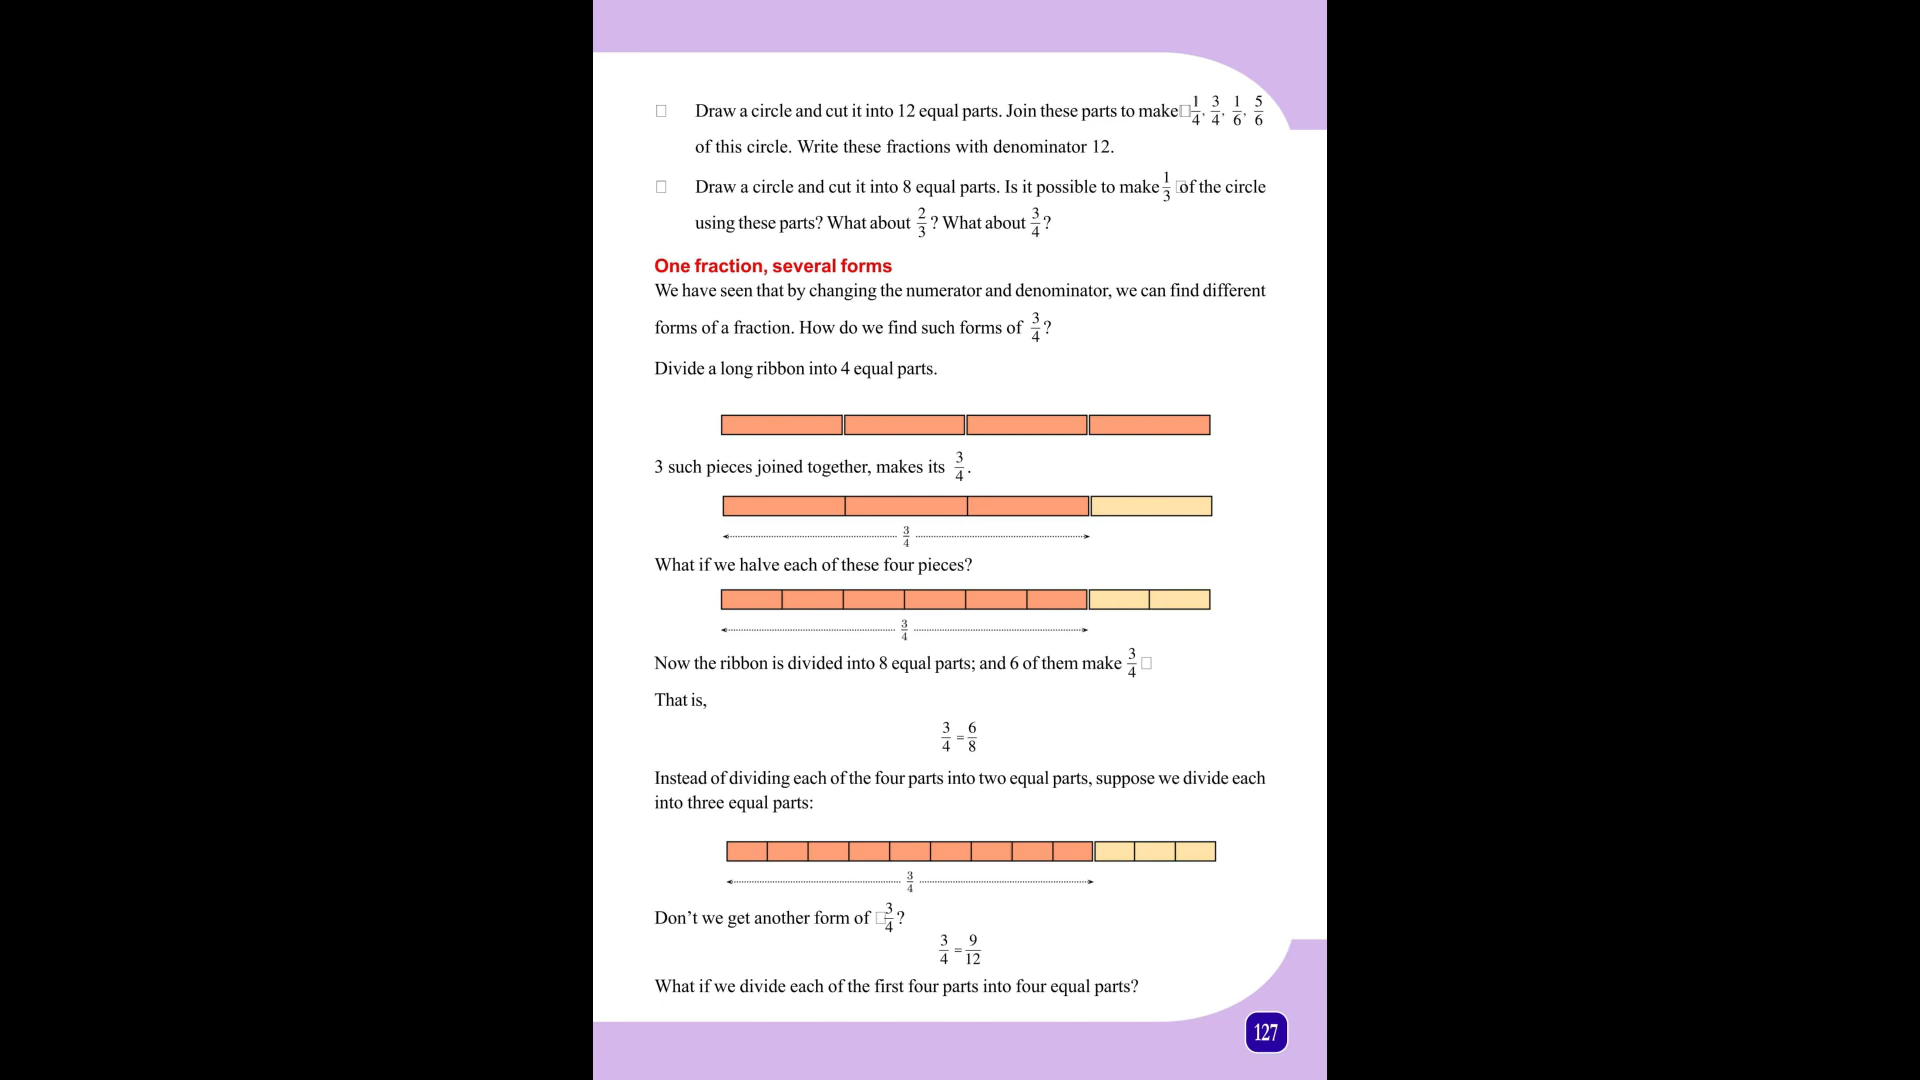 □ Draw a circle and cut it into 12 equal parts. Join these parts to make □ 1/4, 3/4, 1/6, 5/6
of this circle. Write these fractions with denominator 12.
□ Draw a circle and cut it into 8 equal parts. Is it possible to make 1/3 □of the circle
using these parts? What about 2/3? What about 3/4?
One fraction, several forms
We have seen that by changing the numerator and denominator, we can find different
forms of a fraction. How do we find such forms of 3/4?
Divide a long ribbon into 4 equal parts.
3 such pieces joined together, makes its 3/4.
3/4
What if we halve each of these four pieces?
3/4
Now the ribbon is divided into 8 equal parts; and 6 of them make 3/4 □
That is,
3/4 = 6/8
Instead of dividing each of the four parts into two equal parts, suppose we divide each
into three equal parts:
3/4
Don't we get another form of □ 3/4?
3/4 = 9/12
What if we divide each of the first four parts into four equal parts?
127